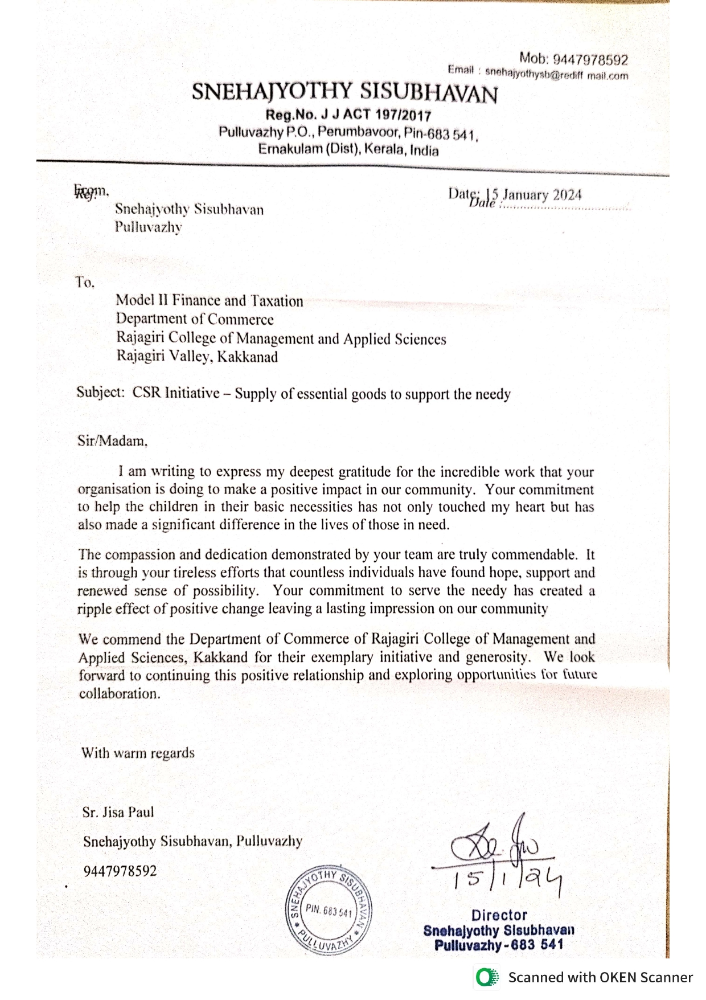 Mob: 9447978592
Email : snehajyothysb@rediff mail.com
SNEHAJYOTHY SISUBHAVAN
Reg.No. J J ACT 197/2017
Pulluvazhy P.O., Perumbavoor, Pin-683 541,
Ernakulam (Dist), Kerala, India
From,
Ref:
Date: 15 January 2024
Date :
Snehajyothy Sisubhavan
Pulluvazhy
To,
Model II Finance and Taxation
Department of Commerce
Rajagiri College of Management and Applied Sciences
Rajagiri Valley, Kakkanad
Subject: CSR Initiative – Supply of essential goods to support the needy
Sir/Madam,
I am writing to express my deepest gratitude for the incredible work that your
organisation is doing to make a positive impact in our community. Your commitment
to help the children in their basic necessities has not only touched my heart but has
also made a significant difference in the lives of those in need.
The compassion and dedication demonstrated by your team are truly commendable. It
is through your tireless efforts that countless individuals have found hope, support and
renewed sense of possibility. Your commitment to serve the needy has created a
ripple effect of positive change leaving a lasting impression on our community
We commend the Department of Commerce of Rajagiri College of Management and
Applied Sciences, Kakkand for their exemplary initiative and generosity. We look
forward to continuing this positive relationship and exploring opportunities for future
collaboration.
With warm regards
Sr. Jisa Paul
Snehajyothy Sisubhavan, Pulluvazhy
9447978592
SNEHAJYOTHY SISUBHAVAN
PIN. 683 541
* PULLUVAZHY *
15/1/24
Director
Snehajyothy Sisubhavan
Pulluvazhy-683 541
Scanned with OKEN Scanner